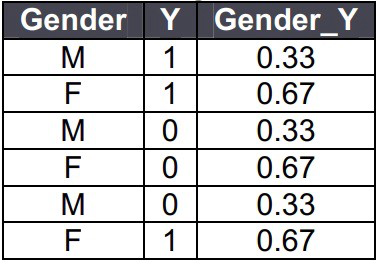 Gender Y Gender_Y
M 1 0.33
F 1 0.67
M 0 0.33
F 0 0.67
M 0 0.33
F 1 0.67